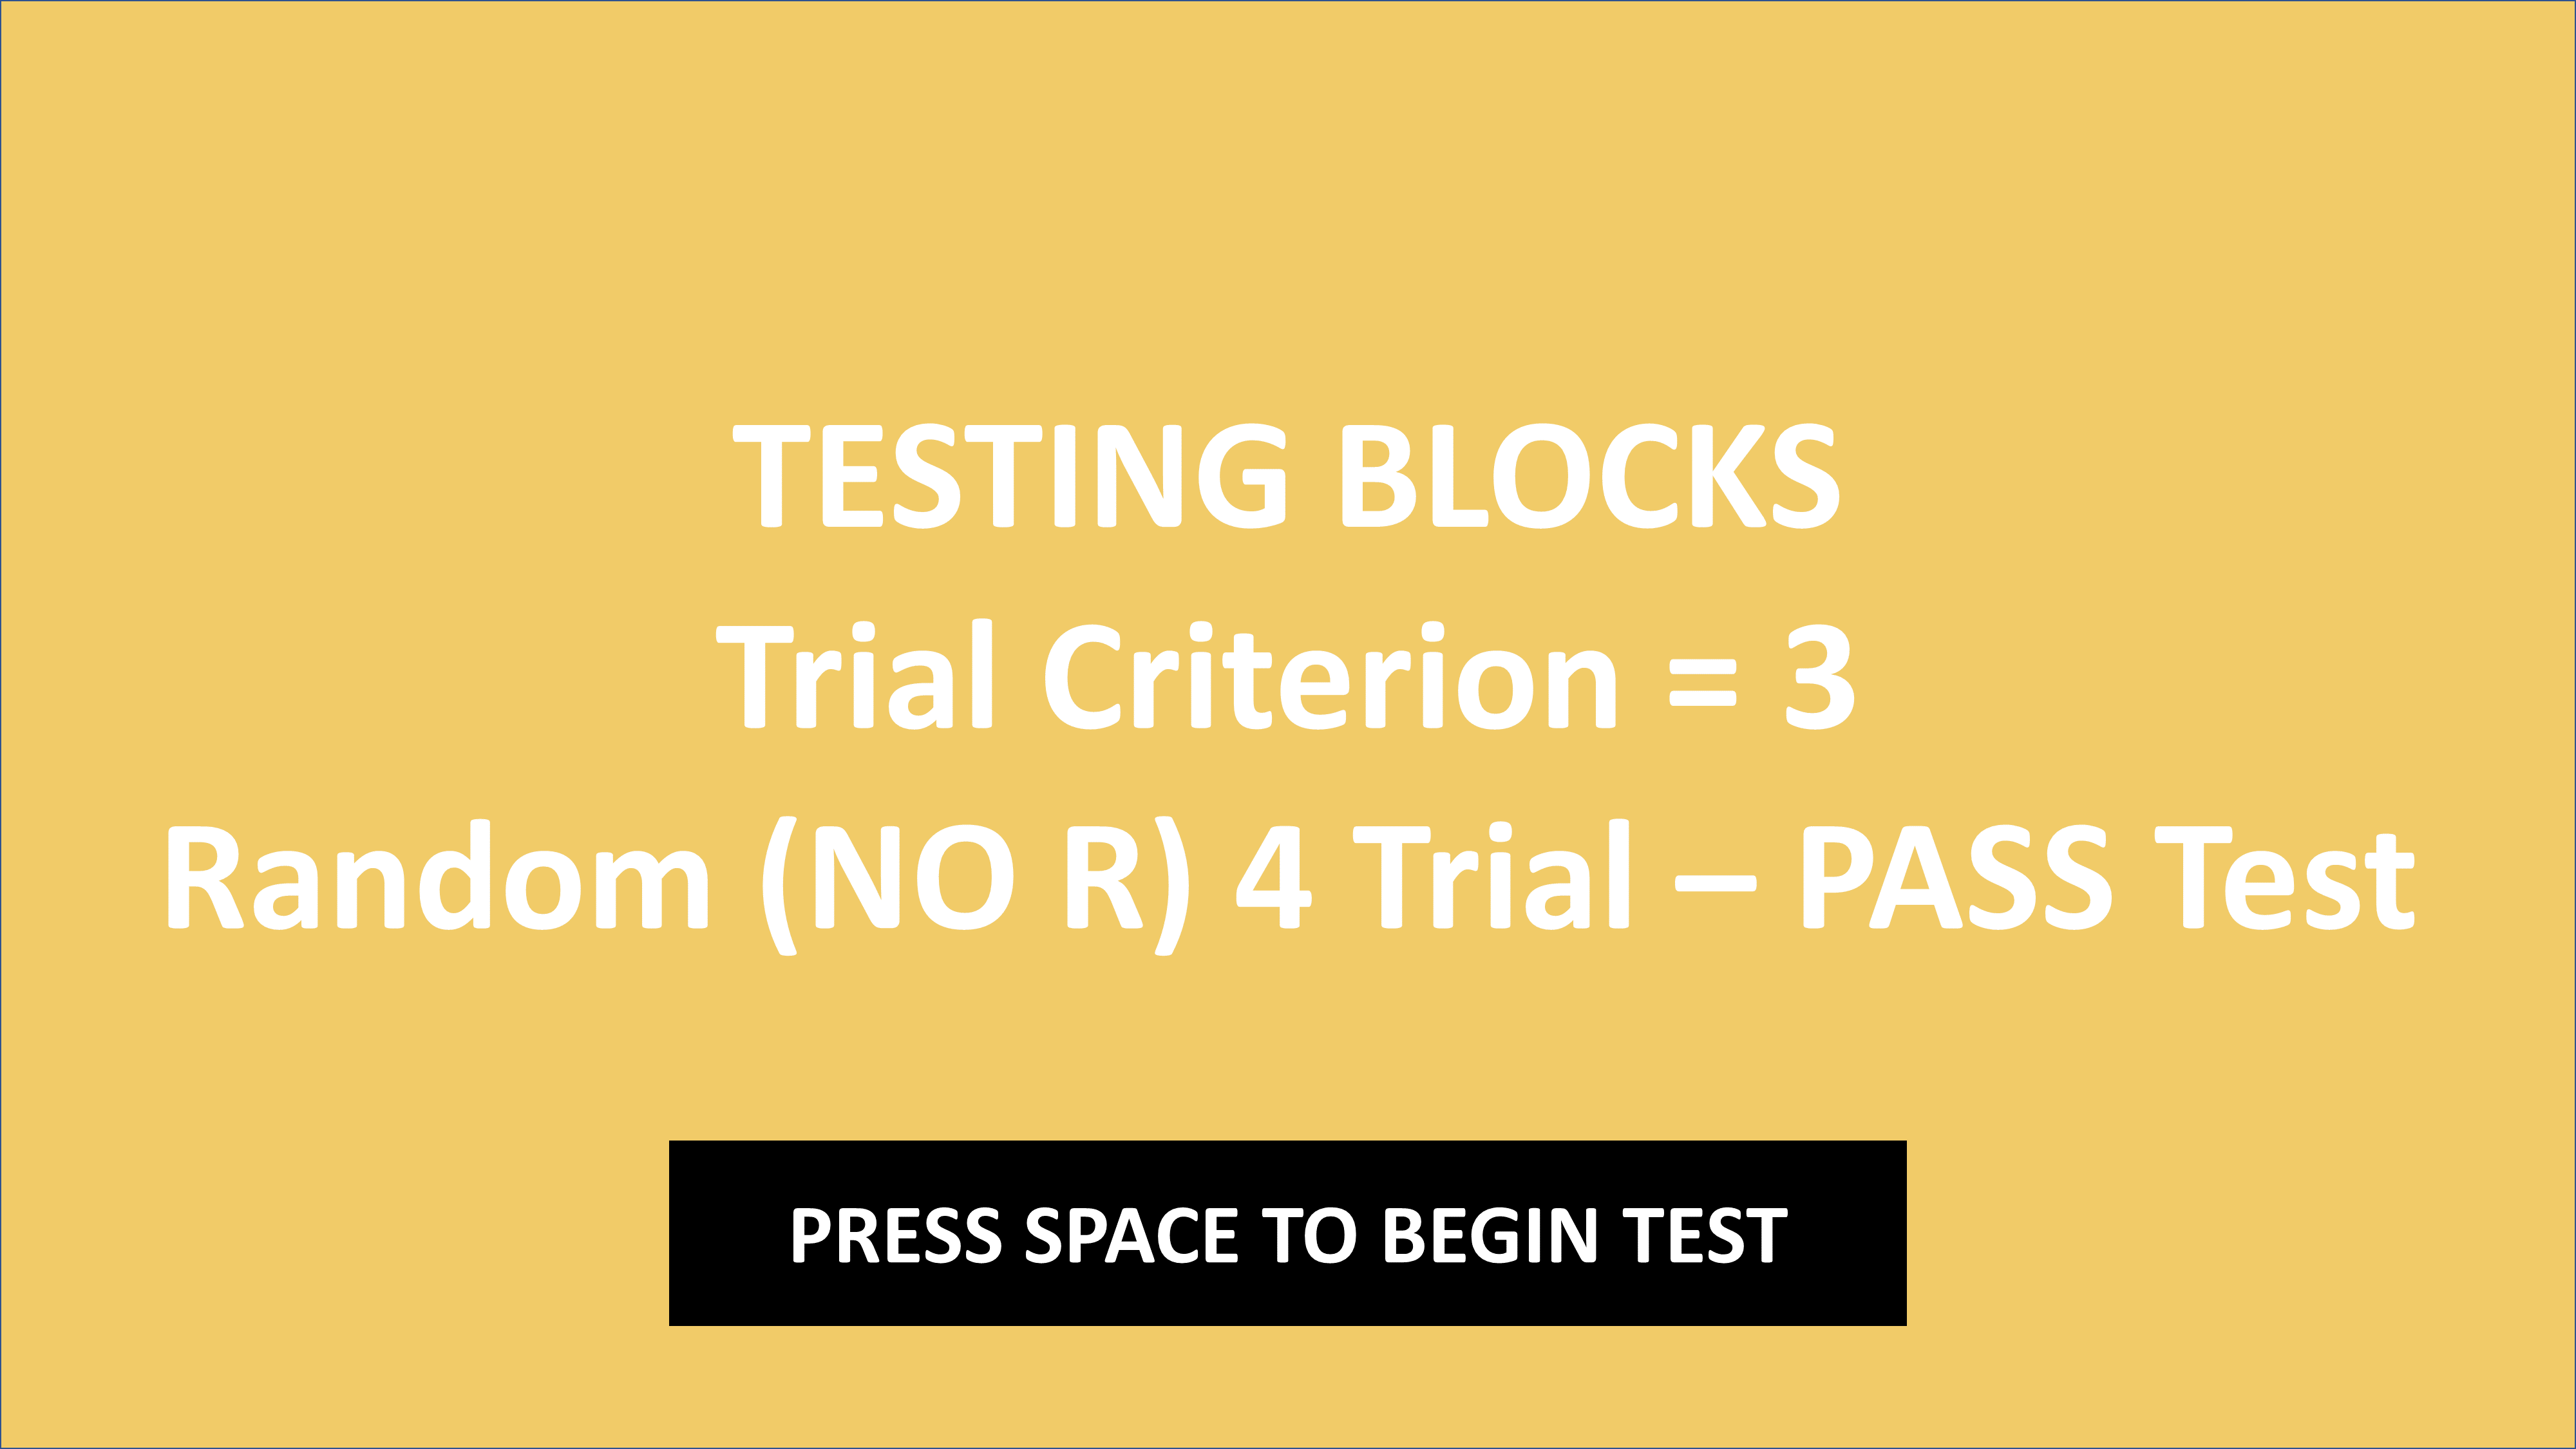 TESTING BLOCKS
Trial Criterion = 3
Random (NO R) 4 Trial – PASS Test
PRESS SPACE TO BEGIN TEST